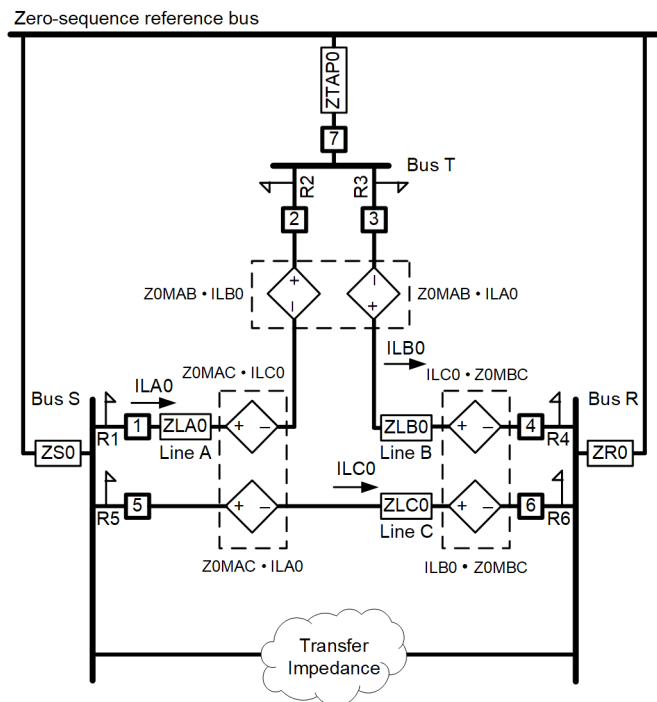 Zero-sequence reference bus
ZTAP0
7
Bus T
R2
R3
2
3
+
–
–
+
Z0MAB • ILB0
Z0MAB • ILA0
ILB0
Z0MAC • ILC0
ILC0 • Z0MBC
ILA0
Bus S
Bus R
R1
1
ZLA0
+
–
ZLB0
+
–
4
R4
Line A
Line B
ZS0
ZR0
ILC0
R5
5
+
–
ZLC0
+
–
6
R6
Line C
Z0MAC • ILA0
ILB0 • Z0MBC
Transfer
Impedance